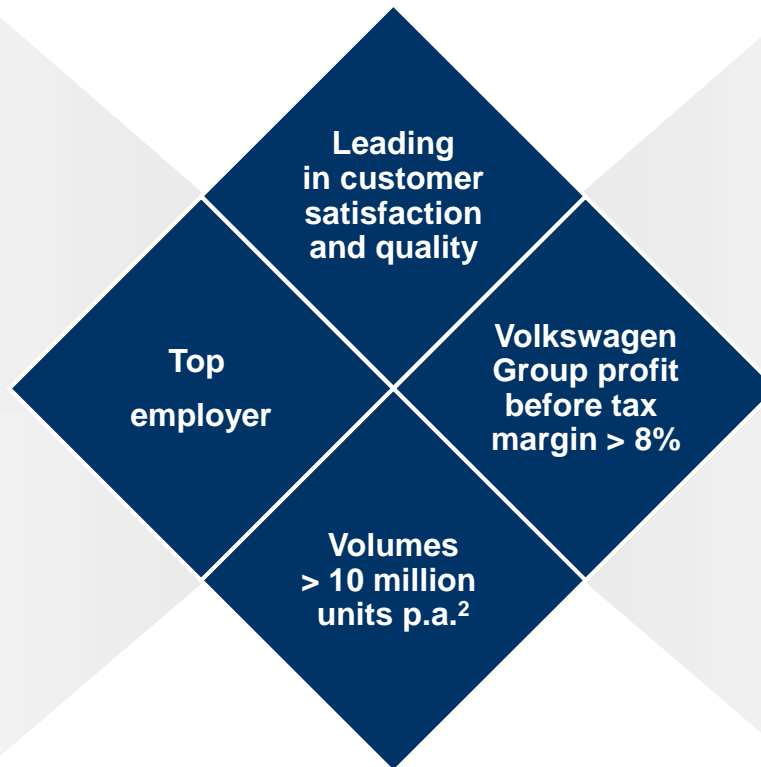 Leading
in customer
satisfaction
and quality
Top
employer
Volkswagen
Group profit
before tax
margin > 8%
Volumes
> 10 million
units p.a.²